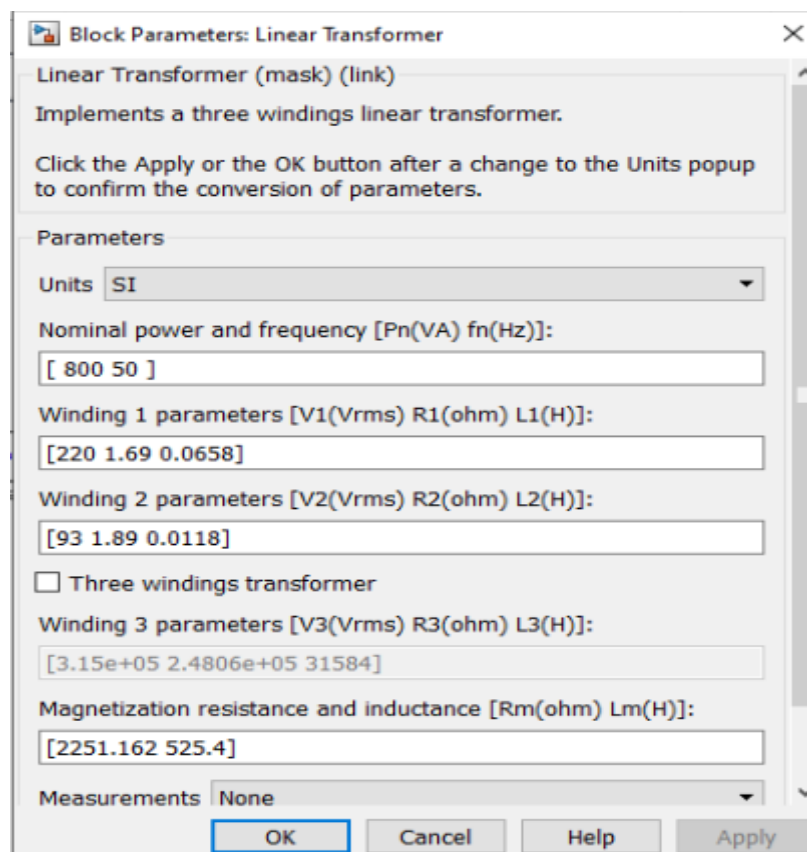 Block Parameters: Linear Transformer
Linear Transformer (mask) (link)
Implements a three windings linear transformer.
Click the Apply or the OK button after a change to the Units popup
to confirm the conversion of parameters.
Parameters
Units SI
Nominal power and frequency [Pn(VA) fn(Hz)]:
[ 800 50 ]
Winding 1 parameters [V1(Vrms) R1(ohm) L1(H)]:
[220 1.69 0.0658]
Winding 2 parameters [V2(Vrms) R2(ohm) L2(H)]:
[93 1.89 0.0118]
Three windings transformer
Winding 3 parameters [V3(Vrms) R3(ohm) L3(H)]:
[3.15e+05 2.4806e+05 31584]
Magnetization resistance and inductance [Rm(ohm) Lm(H)]:
[2251.162 525.4]
Measurements None
OK Cancel Help Apply